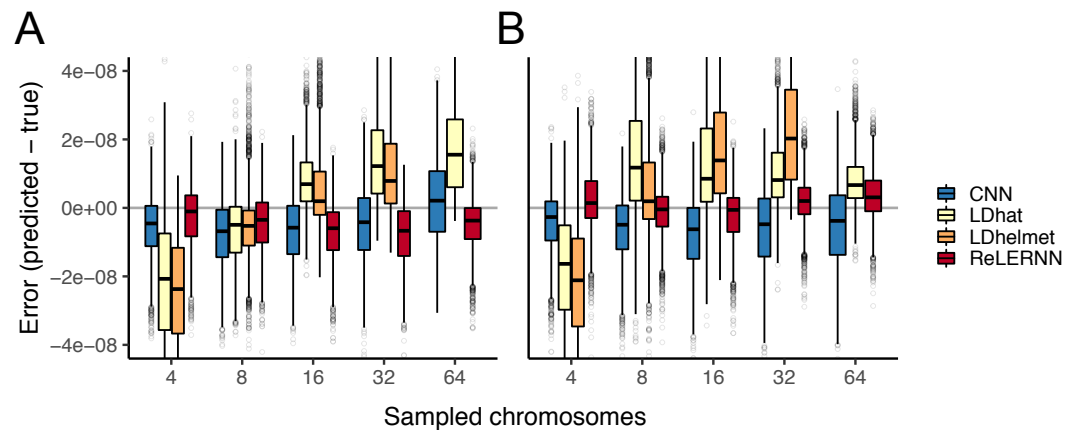 A
B
Error (predicted − true)
4e−08
2e−08
0e+00
−2e−08
−4e−08
4 8 16 32 64
4 8 16 32 64
Sampled chromosomes
CNN
LDhat
LDhelmet
ReLERNN